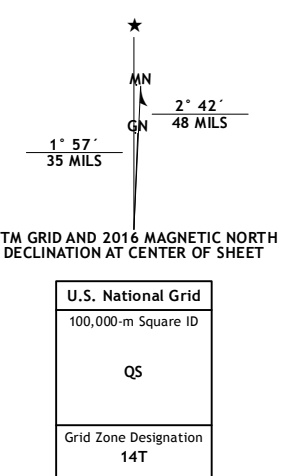 ★
MN
GN
2° 42´
48 MILS
1° 57´
35 MILS
TM GRID AND 2016 MAGNETIC NORTH
DECLINATION AT CENTER OF SHEET
U.S. National Grid
100,000-m Square ID
QS
Grid Zone Designation
14T